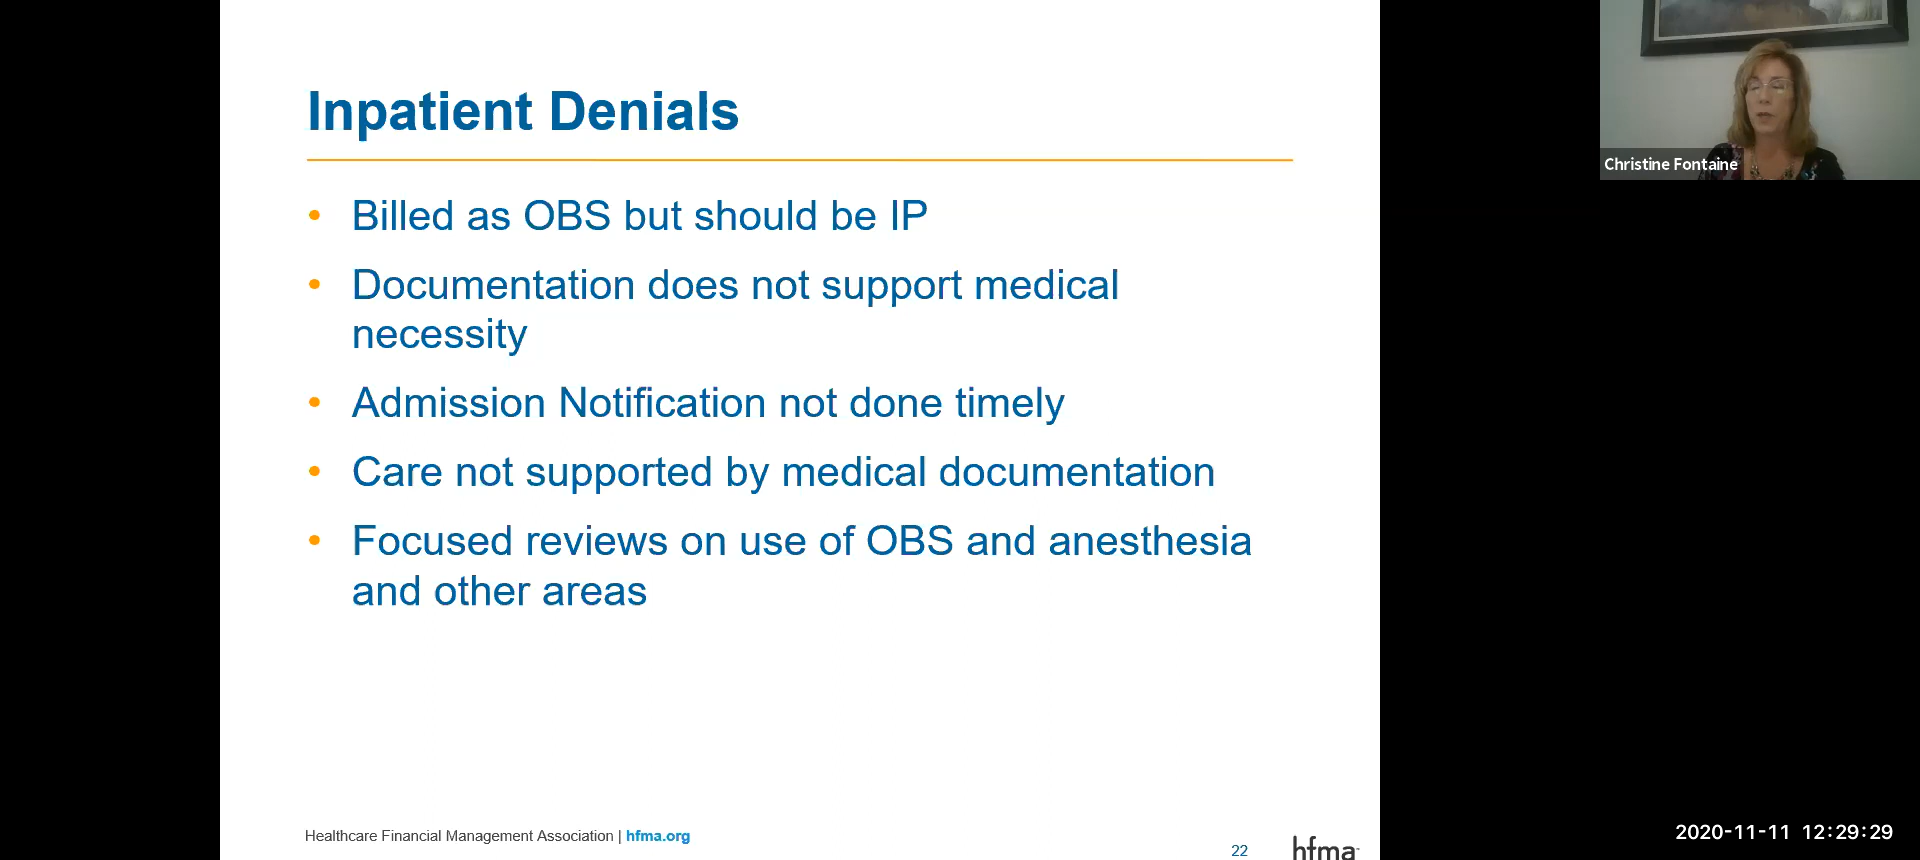 Inpatient Denials
• Billed as OBS but should be IP
• Documentation does not support medical
necessity
• Admission Notification not done timely
• Care not supported by medical documentation
• Focused reviews on use of OBS and anesthesia
and other areas
Healthcare Financial Management Association | hfma.org
22
hfma™
Christine Fontaine
2020-11-11 12:29:29